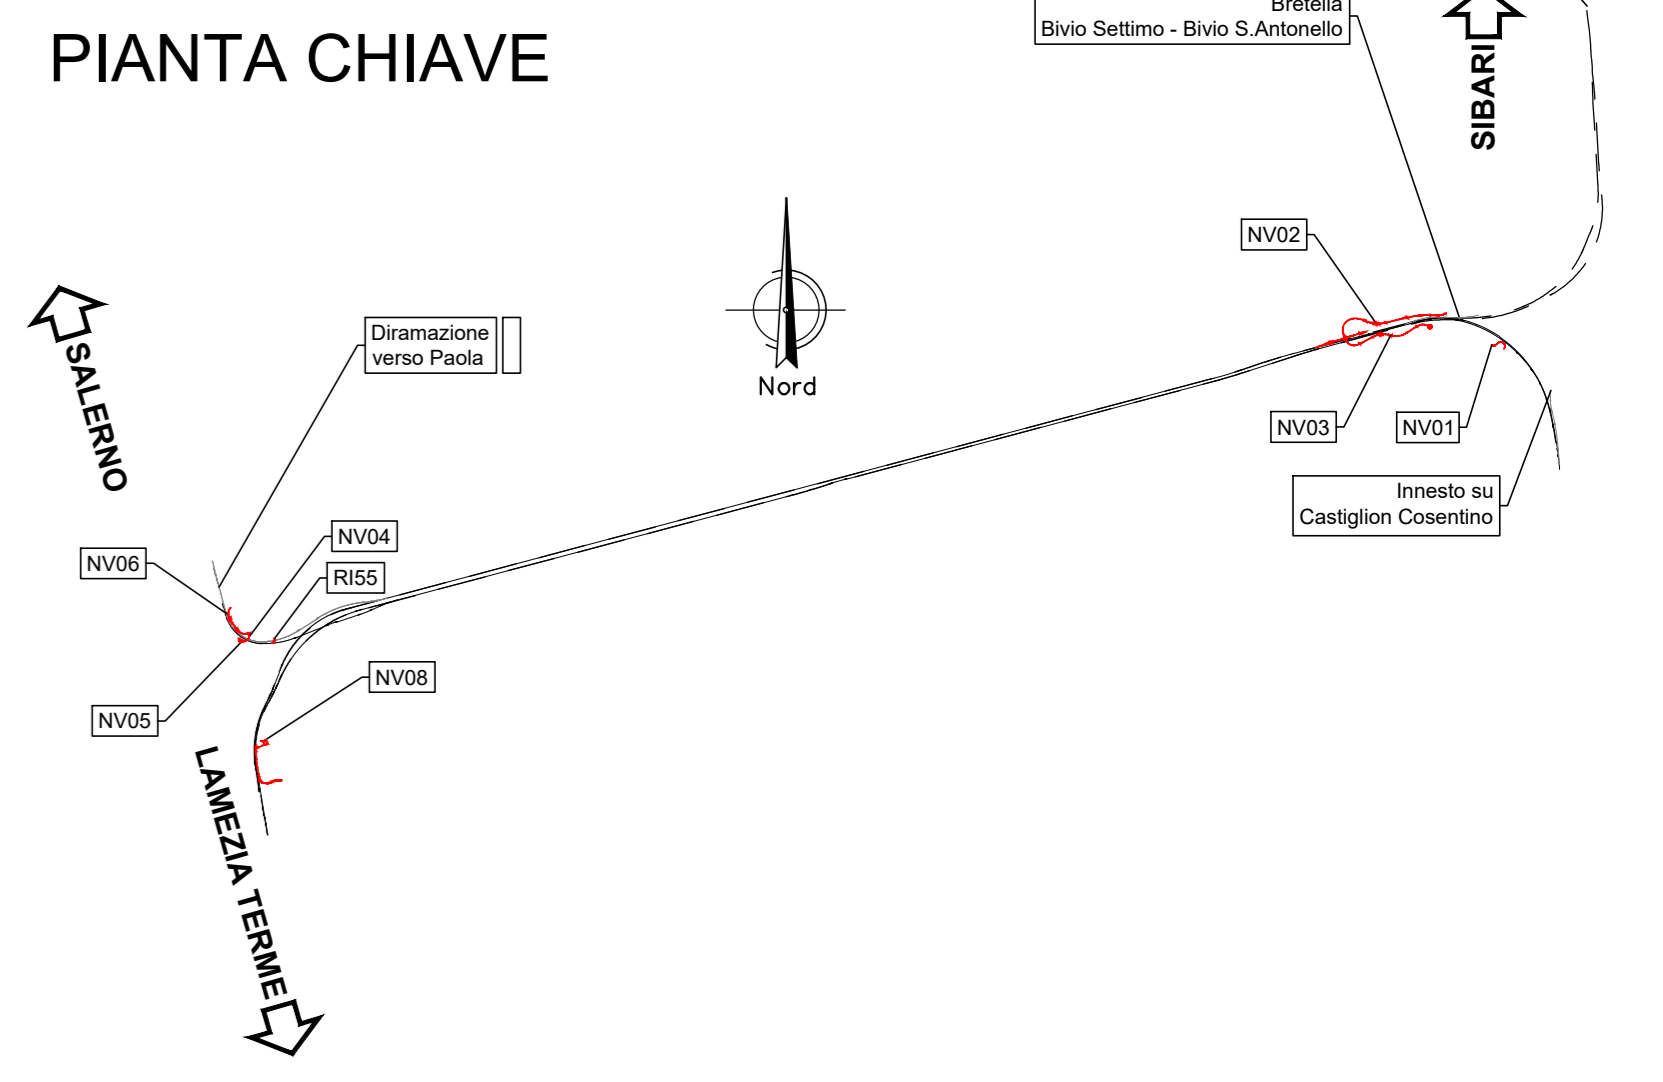 Bretella
Bivio Settimo - Bivio S.Antonello
PIANTA CHIAVE
SIBARI
NV02
SALERNO
Diramazione
verso Paola
Nord
NV03
NV01
Innesto su
Castiglion Cosentino
NV04
NV06
RI55
NV08
NV05
LAMEZIA TERME